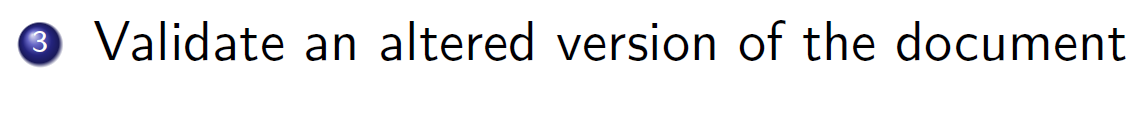 3 Validate an altered version of the document